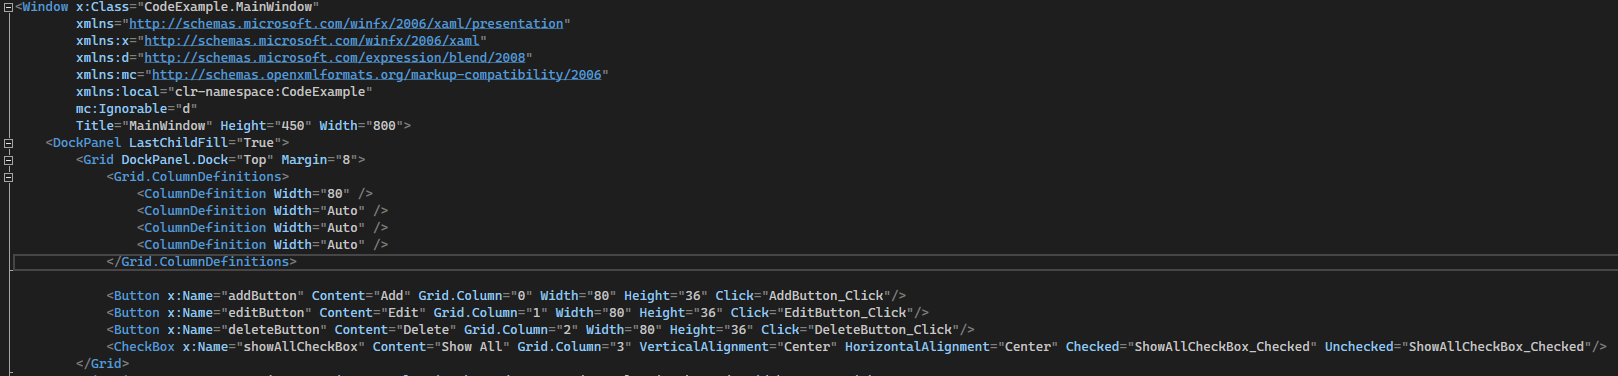 <Window x:Class="CodeExample.MainWindow"
xmlns="http://schemas.microsoft.com/winfx/2006/xaml/presentation"
xmlns:x="http://schemas.microsoft.com/winfx/2006/xaml"
xmlns:d="http://schemas.microsoft.com/expression/blend/2008"
xmlns:mc="http://schemas.openxmlformats.org/markup-compatibility/2006"
xmlns:local="clr-namespace:CodeExample"
mc:Ignorable="d"
Title="MainWindow" Height="450" Width="800">
<DockPanel LastChildFill="True">
<Grid DockPanel.Dock="Top" Margin="8">
<Grid.ColumnDefinitions>
<ColumnDefinition Width="80" />
<ColumnDefinition Width="Auto" />
<ColumnDefinition Width="Auto" />
<ColumnDefinition Width="Auto" />
</Grid.ColumnDefinitions>
<Button x:Name="addButton" Content="Add" Grid.Column="0" Width="80" Height="36" Click="AddButton_Click"/>
<Button x:Name="editButton" Content="Edit" Grid.Column="1" Width="80" Height="36" Click="EditButton_Click"/>
<Button x:Name="deleteButton" Content="Delete" Grid.Column="2" Width="80" Height="36" Click="DeleteButton_Click"/>
<CheckBox x:Name="showAllCheckBox" Content="Show All" Grid.Column="3" VerticalAlignment="Center" HorizontalAlignment="Center" Checked="ShowAllCheckBox_Checked" Unchecked="ShowAllCheckBox_Checked"/>
</Grid>